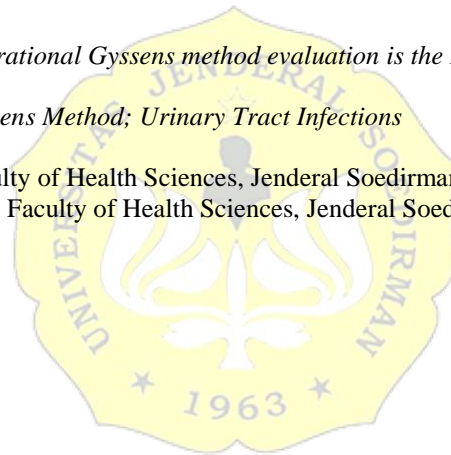 rational Gyssens method evaluation is the
ens Method; Urinary Tract Infections
ulty of Health Sciences, Jenderal Soedirman
Faculty of Health Sciences, Jenderal Soed
UNIVERSITAS JENDERAL SOEDIRMAN
1963